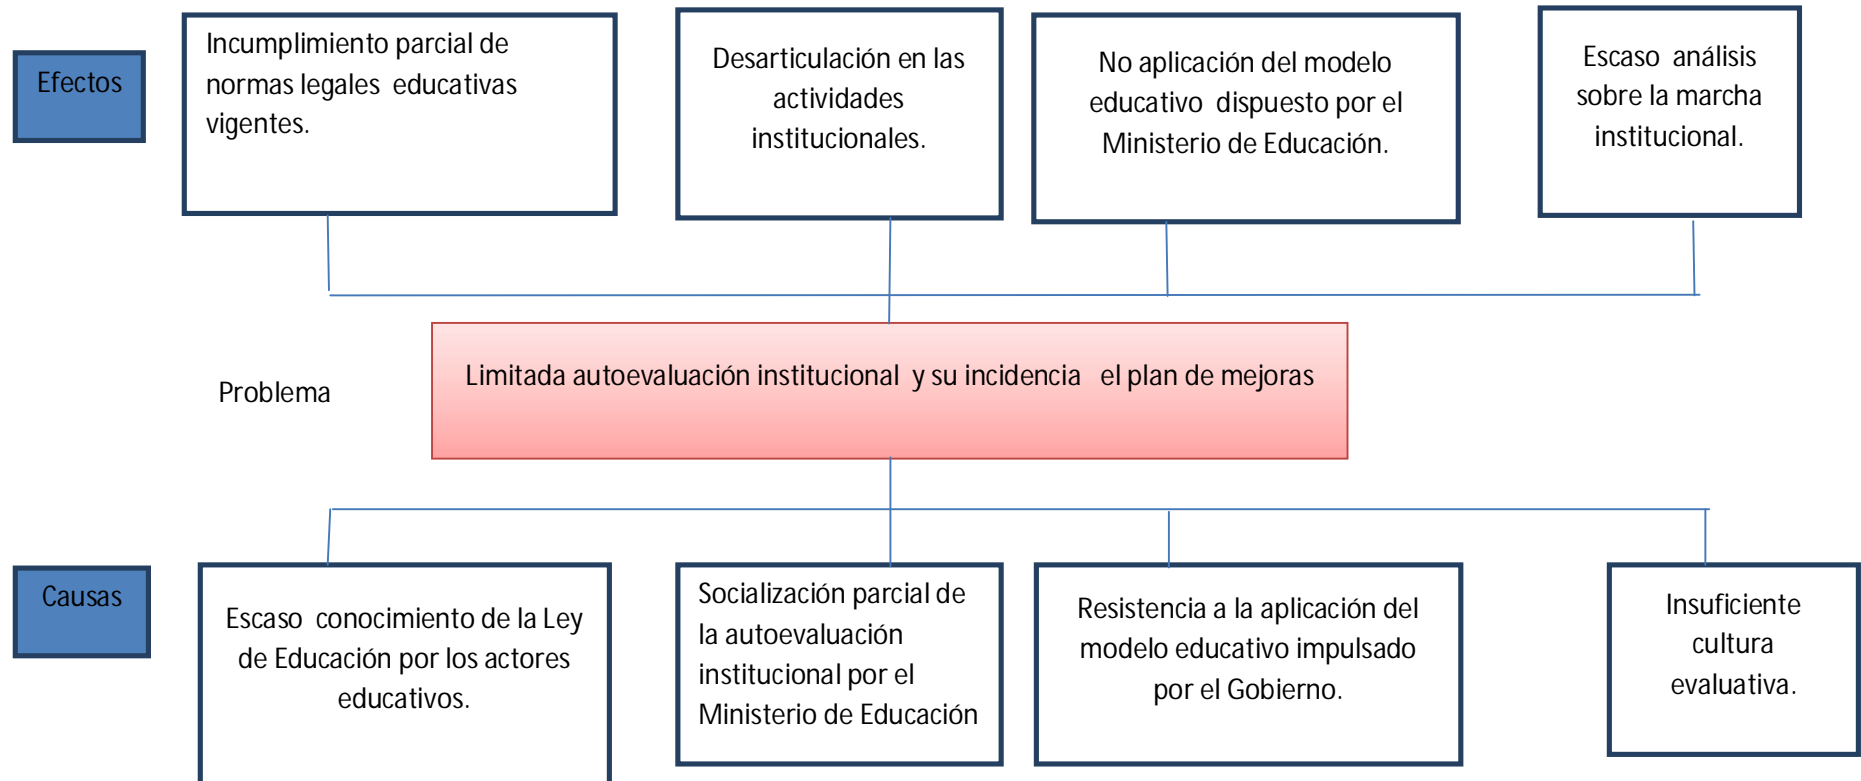 Efectos
Incumplimiento parcial de
normas legales educativas
vigentes.
Desarticulación en las
actividades
institucionales.
No aplicación del modelo
educativo dispuesto por el
Ministerio de Educación.
Escaso análisis
sobre la marcha
institucional.
Problema
Limitada autoevaluación institucional y su incidencia el plan de mejoras
Causas
Escaso conocimiento de la Ley
de Educación por los actores
educativos.
Socialización parcial de
la autoevaluación
institucional por el
Ministerio de Educación
Resistencia a la aplicación del
modelo educativo impulsado
por el Gobierno.
Insuficiente
cultura
evaluativa.